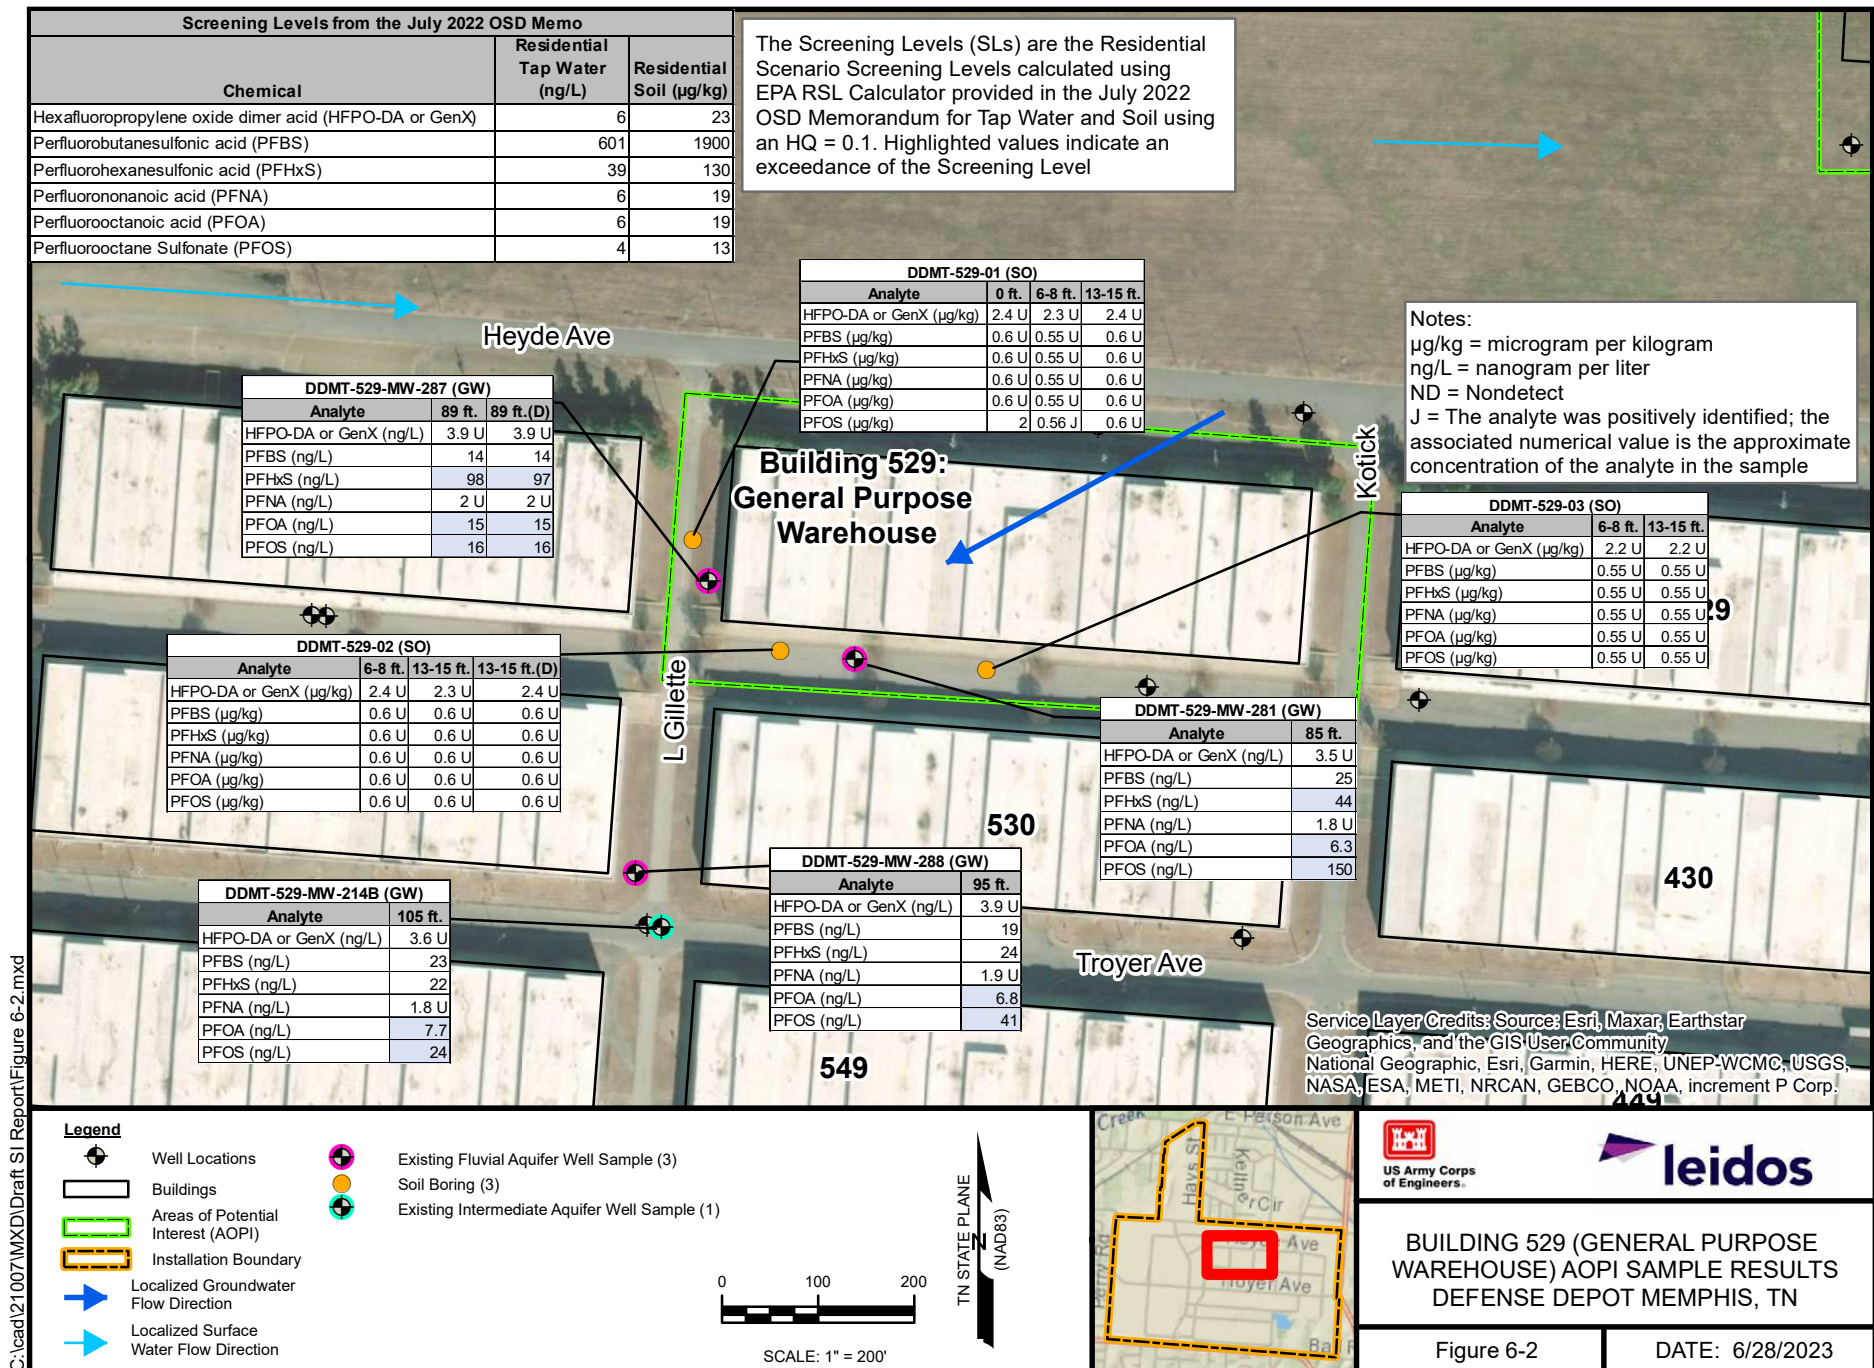 Screening Levels from the July 2022 OSD Memo
Chemical Residential Tap Water (ng/L) Residential Soil (µg/kg)
Hexafluoropropylene oxide dimer acid (HFPO-DA or GenX) 6 23
Perfluorobutanesulfonic acid (PFBS) 601 1900
Perfluorohexanesulfonic acid (PFHxS) 39 130
Perfluorononanoic acid (PFNA) 6 19
Perfluorooctanoic acid (PFOA) 6 19
Perfluorooctane Sulfonate (PFOS) 4 13
The Screening Levels (SLs) are the Residential
Scenario Screening Levels calculated using
EPA RSL Calculator provided in the July 2022
OSD Memorandum for Tap Water and Soil using
an HQ = 0.1. Highlighted values indicate an
exceedance of the Screening Level
DDMT-529-01 (SO)
Analyte 0 ft. 6-8 ft. 13-15 ft.
HFPO-DA or GenX (µg/kg) 2.4 U 2.3 U 2.4 U
PFBS (µg/kg) 0.6 U 0.55 U 0.6 U
PFHxS (µg/kg) 0.6 U 0.55 U 0.6 U
PFNA (µg/kg) 0.6 U 0.55 U 0.6 U
PFOA (µg/kg) 0.6 U 0.55 U 0.6 U
PFOS (µg/kg) 2 0.56 J 0.6 U
Heyde Ave
Notes:
µg/kg = microgram per kilogram
ng/L = nanogram per liter
ND = Nondetect
J = The analyte was positively identified; the
associated numerical value is the approximate
concentration of the analyte in the sample
DDMT-529-MW-287 (GW)
Analyte 89 ft. 89 ft.(D)
HFPO-DA or GenX (ng/L) 3.9 U 3.9 U
PFBS (ng/L) 14 14
PFHxS (ng/L) 98 97
PFNA (ng/L) 2 U 2 U
PFOA (ng/L) 15 15
PFOS (ng/L) 16 16
Building 529:
General Purpose
Warehouse
Kotick
DDMT-529-03 (SO)
Analyte 6-8 ft. 13-15 ft.
HFPO-DA or GenX (µg/kg) 2.2 U 2.2 U
PFBS (µg/kg) 0.55 U 0.55 U
PFHxS (µg/kg) 0.55 U 0.55 U
PFNA (µg/kg) 0.55 U 0.55 U
PFOA (µg/kg) 0.55 U 0.55 U
PFOS (µg/kg) 0.55 U 0.55 U
29
DDMT-529-02 (SO)
Analyte 6-8 ft. 13-15 ft. 13-15 ft.(D)
HFPO-DA or GenX (µg/kg) 2.4 U 2.3 U 2.4 U
PFBS (µg/kg) 0.6 U 0.6 U 0.6 U
PFHxS (µg/kg) 0.6 U 0.6 U 0.6 U
PFNA (µg/kg) 0.6 U 0.6 U 0.6 U
PFOA (µg/kg) 0.6 U 0.6 U 0.6 U
PFOS (µg/kg) 0.6 U 0.6 U 0.6 U
L Gillette
DDMT-529-MW-281 (GW)
Analyte 85 ft.
HFPO-DA or GenX (ng/L) 3.5 U
PFBS (ng/L) 25
PFHxS (ng/L) 44
PFNA (ng/L) 1.8 U
PFOA (ng/L) 6.3
PFOS (ng/L) 150
530
430
DDMT-529-MW-288 (GW)
Analyte 95 ft.
HFPO-DA or GenX (ng/L) 3.9 U
PFBS (ng/L) 19
PFHxS (ng/L) 24
PFNA (ng/L) 1.9 U
PFOA (ng/L) 6.8
PFOS (ng/L) 41
DDMT-529-MW-214B (GW)
Analyte 105 ft.
HFPO-DA or GenX (ng/L) 3.6 U
PFBS (ng/L) 23
PFHxS (ng/L) 22
PFNA (ng/L) 1.8 U
PFOA (ng/L) 7.7
PFOS (ng/L) 24
Troyer Ave
549
449
Service Layer Credits: Source: Esri, Maxar, Earthstar
Geographics, and the GIS User Community
National Geographic, Esri, Garmin, HERE, UNEP-WCMC, USGS,
NASA, ESA, METI, NRCAN, GEBCO, NOAA, increment P Corp.
C:\cad\21007\MXD\Draft SI Report\Figure 6-2.mxd
Legend
Well Locations
Buildings
Areas of Potential
Interest (AOPI)
Installation Boundary
Localized Groundwater
Flow Direction
Localized Surface
Water Flow Direction
Existing Fluvial Aquifer Well Sample (3)
Soil Boring (3)
Existing Intermediate Aquifer Well Sample (1)
0 100 200
SCALE: 1" = 200'
TN STATE PLANE
N
(NAD83)
Creek
E Person Ave
Hays St
Keltner Cir
Perry Rd
Heyde Ave
Troyer Ave
Ba
US Army Corps
of Engineers.
leidos
BUILDING 529 (GENERAL PURPOSE
WAREHOUSE) AOPI SAMPLE RESULTS
DEFENSE DEPOT MEMPHIS, TN
Figure 6-2
DATE: 6/28/2023